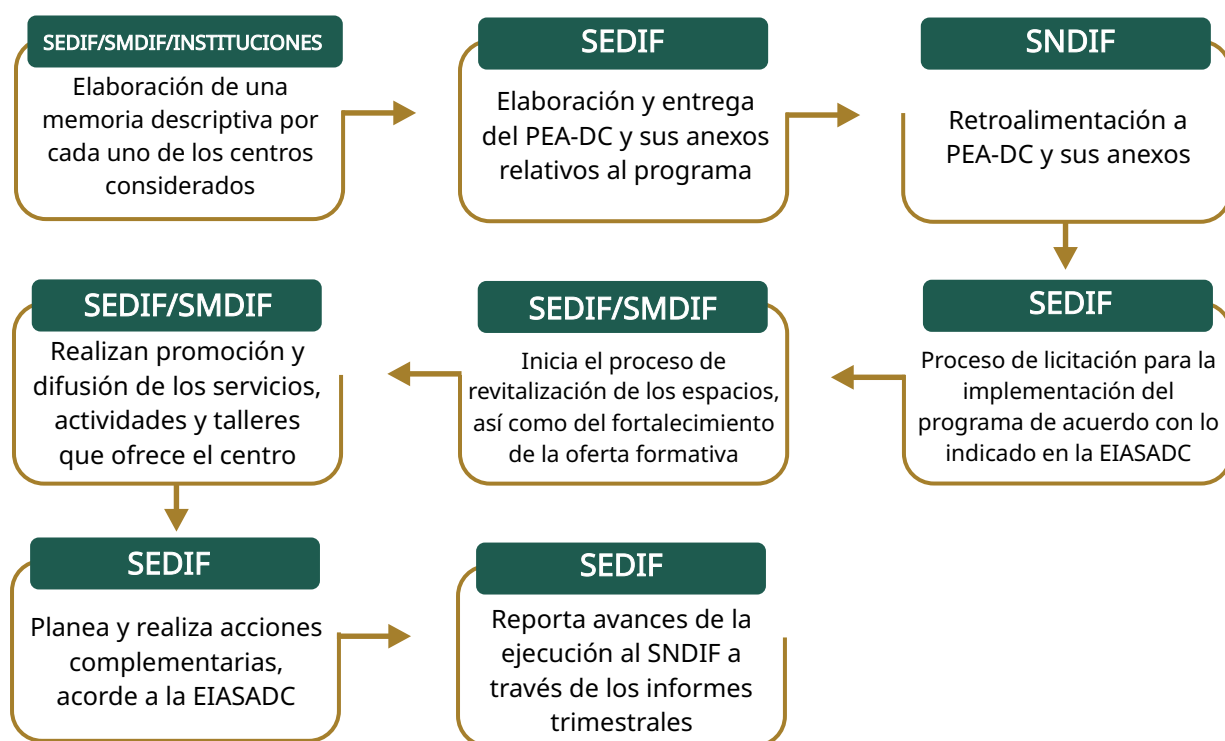 SEDIF/SMDIF/INSTITUCIONES
Elaboración de una
memoria descriptiva por
cada uno de los centros
considerados
SEDIF
Elaboración y entrega
del PEA-DC y sus anexos
relativos al programa
SNDIF
Retroalimentación a
PEA-DC y sus anexos
SEDIF
Proceso de licitación para la
implementación del
programa de acuerdo con lo
indicado en la EIASADC
SEDIF/SMDIF
Inicia el proceso de
revitalización de los espacios,
así como del fortalecimiento
de la oferta formativa
SEDIF/SMDIF
Realizan promoción y
difusión de los servicios,
actividades y talleres
que ofrece el centro
SEDIF
Planea y realiza acciones
complementarias,
acorde a la EIASADC
SEDIF
Reporta avances de la
ejecución al SNDIF a
través de los informes
trimestrales